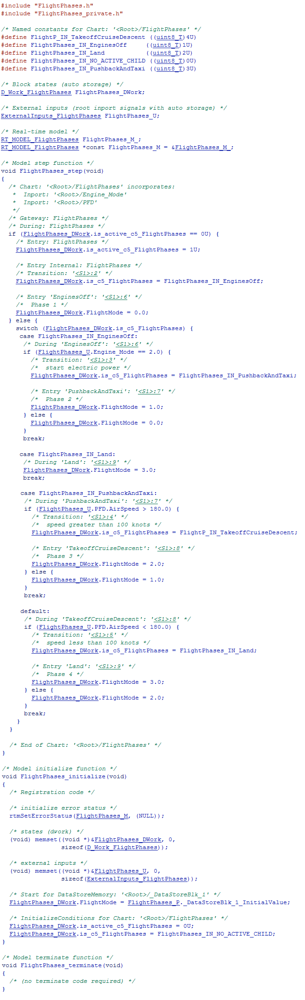 #include "FlightPhases.h"
#include "FlightPhases_private.h"
/* Named constants for Chart: '<Root>/FlightPhases' */
#define FlightP_IN_TakeoffCruiseDescent ((uint8_T)4U)
#define FlightPhases_IN_EnginesOff     ((uint8_T)1U)
#define FlightPhases_IN_Land           ((uint8_T)2U)
#define FlightPhases_IN_NO_ACTIVE_CHILD ((uint8_T)0U)
#define FlightPhases_IN_PushbackAndTaxi ((uint8_T)3U)
/* Block states (auto storage) */
D_Work_FlightPhases FlightPhases_DWork;
/* External inputs (root inport signals with auto storage) */
ExternalInputs_FlightPhases FlightPhases_U;
/* Real-time model */
RT_MODEL_FlightPhases FlightPhases_M_;
RT_MODEL_FlightPhases *const FlightPhases_M = &FlightPhases_M_;
/* Model step function */
void FlightPhases_step(void)
{
  /* Chart: '<Root>/FlightPhases' incorporates:
   *  Inport: '<Root>/Engine_Mode'
   *  Inport: '<Root>/PFD'
   */
  /* Gateway: FlightPhases */
  /* During: FlightPhases */
  if (FlightPhases_DWork.is_active_c5_FlightPhases == 0U) {
    /* Entry: FlightPhases */
    FlightPhases_DWork.is_active_c5_FlightPhases = 1U;
    /* Entry Internal: FlightPhases */
    /* Transition: '<S1>:2' */
    FlightPhases_DWork.is_c5_FlightPhases = FlightPhases_IN_EnginesOff;
    /* Entry 'EnginesOff': '<S1>:6' */
    /*  Phase 1 */
    FlightPhases_DWork.FlightMode = 0.0;
  } else {
    switch (FlightPhases_DWork.is_c5_FlightPhases) {
     case FlightPhases_IN_EnginesOff:
      /* During 'EnginesOff': '<S1>:6' */
      if (FlightPhases_U.Engine_Mode == 2.0) {
        /* Transition: '<S1>:3' */
        /*  start electric power */
        FlightPhases_DWork.is_c5_FlightPhases = FlightPhases_IN_PushbackAndTaxi;
        /* Entry 'PushbackAndTaxi': '<S1>:7' */
        /*  Phase 2 */
        FlightPhases_DWork.FlightMode = 1.0;
      } else {
        FlightPhases_DWork.FlightMode = 0.0;
      }
      break;
     case FlightPhases_IN_Land:
      /* During 'Land': '<S1>:9' */
      FlightPhases_DWork.FlightMode = 3.0;
      break;
     case FlightPhases_IN_PushbackAndTaxi:
      /* During 'PushbackAndTaxi': '<S1>:7' */
      if (FlightPhases_U.PFD.AirSpeed > 180.0) {
        /* Transition: '<S1>:4' */
        /*  speed greater than 100 knots */
        FlightPhases_DWork.is_c5_FlightPhases = FlightP_IN_TakeoffCruiseDescent;
        /* Entry 'TakeoffCruiseDescent': '<S1>:8' */
        /*  Phase 3 */
        FlightPhases_DWork.FlightMode = 2.0;
      } else {
        FlightPhases_DWork.FlightMode = 1.0;
      }
      break;
     default:
      /* During 'TakeoffCruiseDescent': '<S1>:8' */
      if (FlightPhases_U.PFD.AirSpeed < 180.0) {
        /* Transition: '<S1>:5' */
        /*  speed less than 100 knots */
        FlightPhases_DWork.is_c5_FlightPhases = FlightPhases_IN_Land;
        /* Entry 'Land': '<S1>:9' */
        /*  Phase 4 */
        FlightPhases_DWork.FlightMode = 3.0;
      } else {
        FlightPhases_DWork.FlightMode = 2.0;
      }
      break;
    }
  }
  /* End of Chart: '<Root>/FlightPhases' */
}
/* Model initialize function */
void FlightPhases_initialize(void)
{
  /* Registration code */
  /* initialize error status */
  rtmSetErrorStatus(FlightPhases_M, (NULL));
  /* states (dwork) */
  (void) memset((void *)&FlightPhases_DWork, 0,
                sizeof(D_Work_FlightPhases));
  /* external inputs */
  (void) memset((void *)&FlightPhases_U, 0,
                sizeof(ExternalInputs_FlightPhases));
  /* Start for DataStoreMemory: '<Root>/_DataStoreBlk_1' */
  FlightPhases_DWork.FlightMode = FlightPhases_P._DataStoreBlk_1_InitialValue;
  /* InitializeConditions for Chart: '<Root>/FlightPhases' */
  FlightPhases_DWork.is_active_c5_FlightPhases = 0U;
  FlightPhases_DWork.is_c5_FlightPhases = FlightPhases_IN_NO_ACTIVE_CHILD;
}
/* Model terminate function */
void FlightPhases_terminate(void)
{
  /* (no terminate code required) */
}